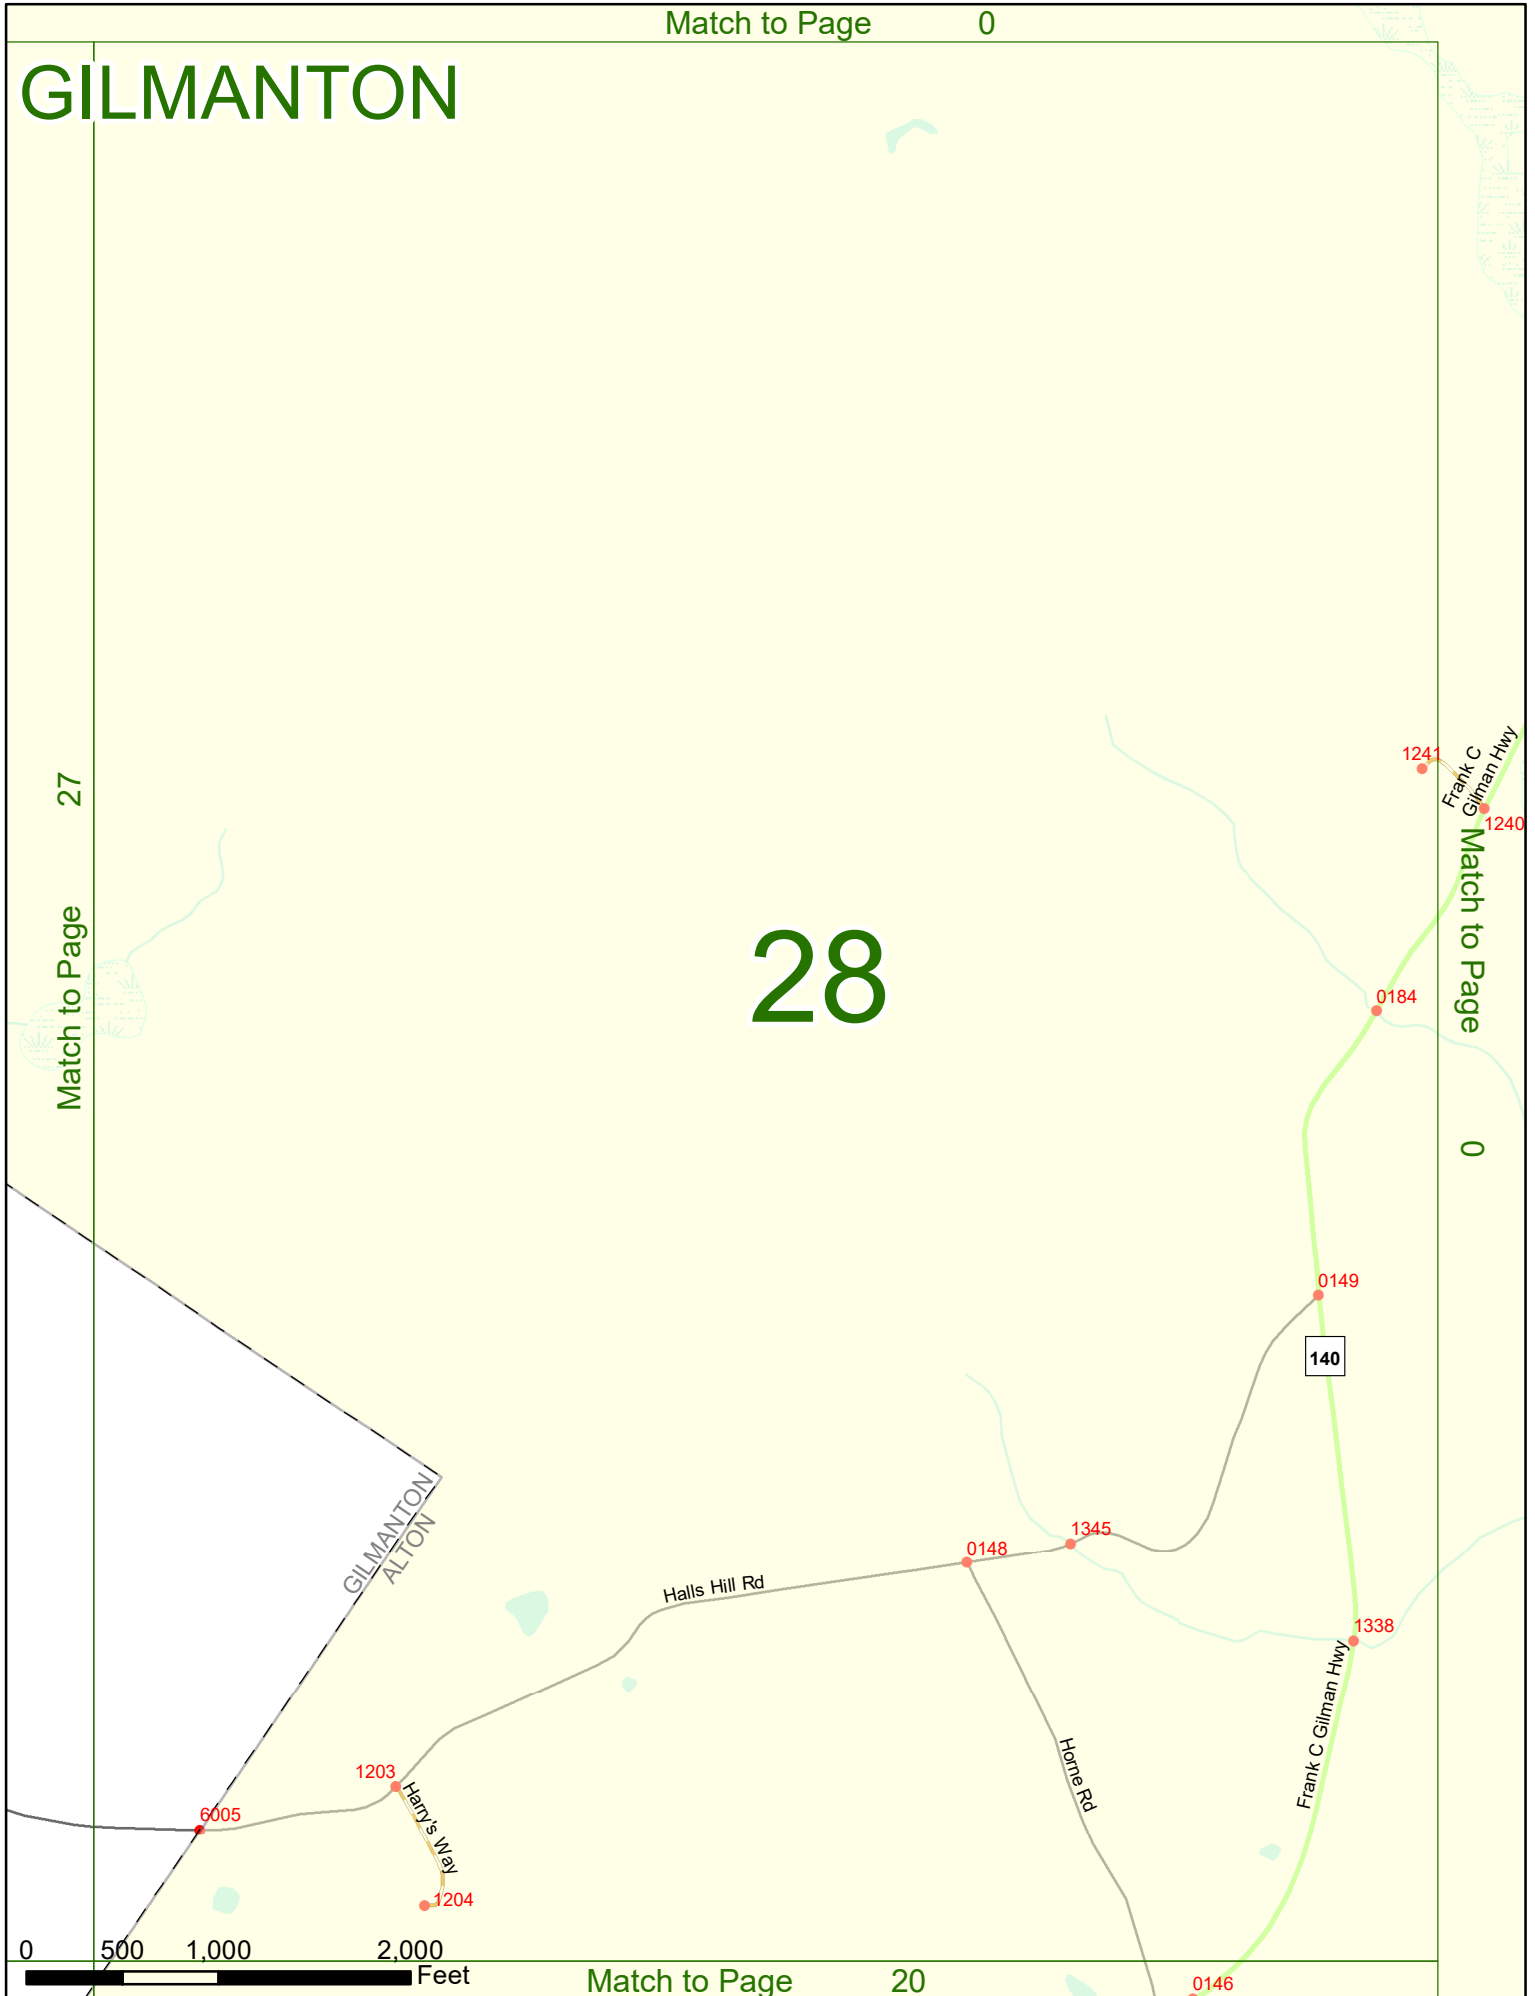 Match to Page 0
GILMANTON
Match to Page 27
28
1241
Frank C
Gilman Hwy
1240
Match to Page 0
0184
0149
140
GILMANTON
ALTON
1345
0148
Halls Hill Rd
1338
Frank C Gilman Hwy
Horne Rd
1203
Harry's Way
6005
1204
0 500 1,000 2,000
Feet
Match to Page 20
0146